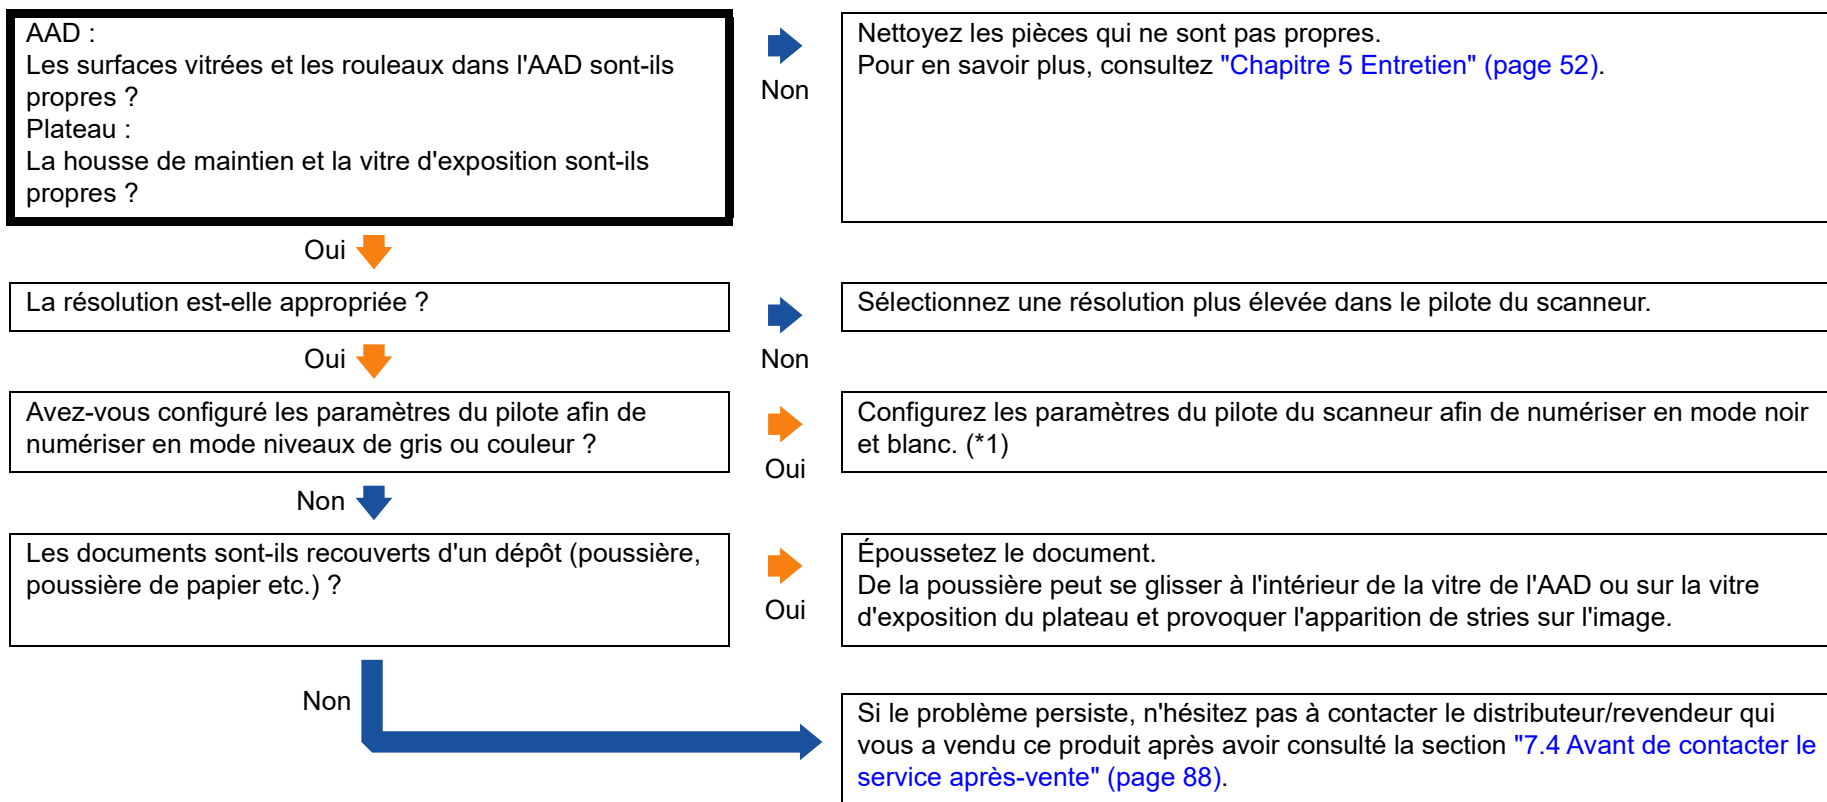 AAD :
Les surfaces vitrées et les rouleaux dans l'AAD sont-ils
propres ?
Plateau :
La housse de maintien et la vitre d'exposition sont-ils
propres ?
Non
Nettoyez les pièces qui ne sont pas propres.
Pour en savoir plus, consultez "Chapitre 5 Entretien" (page 52).
Oui
La résolution est-elle appropriée ?
Non
Sélectionnez une résolution plus élevée dans le pilote du scanneur.
Oui
Avez-vous configuré les paramètres du pilote afin de
numériser en mode niveaux de gris ou couleur ?
Oui
Configurez les paramètres du pilote du scanneur afin de numériser en mode noir
et blanc. (*1)
Non
Les documents sont-ils recouverts d'un dépôt (poussière,
poussière de papier etc.) ?
Oui
Époussetez le document.
De la poussière peut se glisser à l'intérieur de la vitre de l'AAD ou sur la vitre
d'exposition du plateau et provoquer l'apparition de stries sur l'image.
Non
Si le problème persiste, n'hésitez pas à contacter le distributeur/revendeur qui
vous a vendu ce produit après avoir consulté la section "7.4 Avant de contacter le
service après-vente" (page 88).